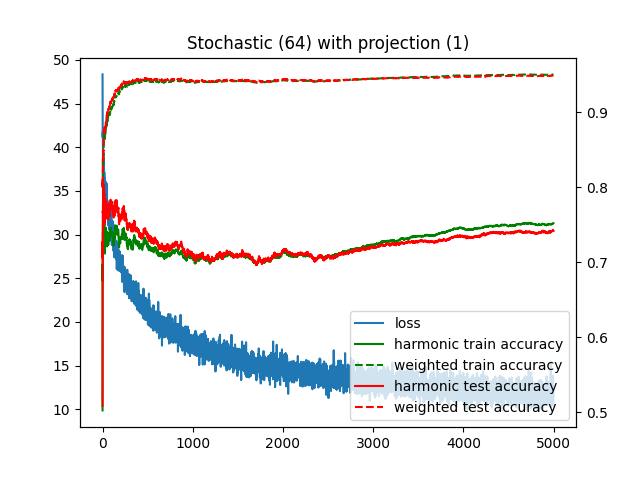 Stochastic (64) with projection (1)
50
45
40
35
30
25
20
15
10
0.9
0.8
0.7
0.6
0.5
loss
harmonic train accuracy
weighted train accuracy
harmonic test accuracy
weighted test accuracy
0 1000 2000 3000 4000 5000